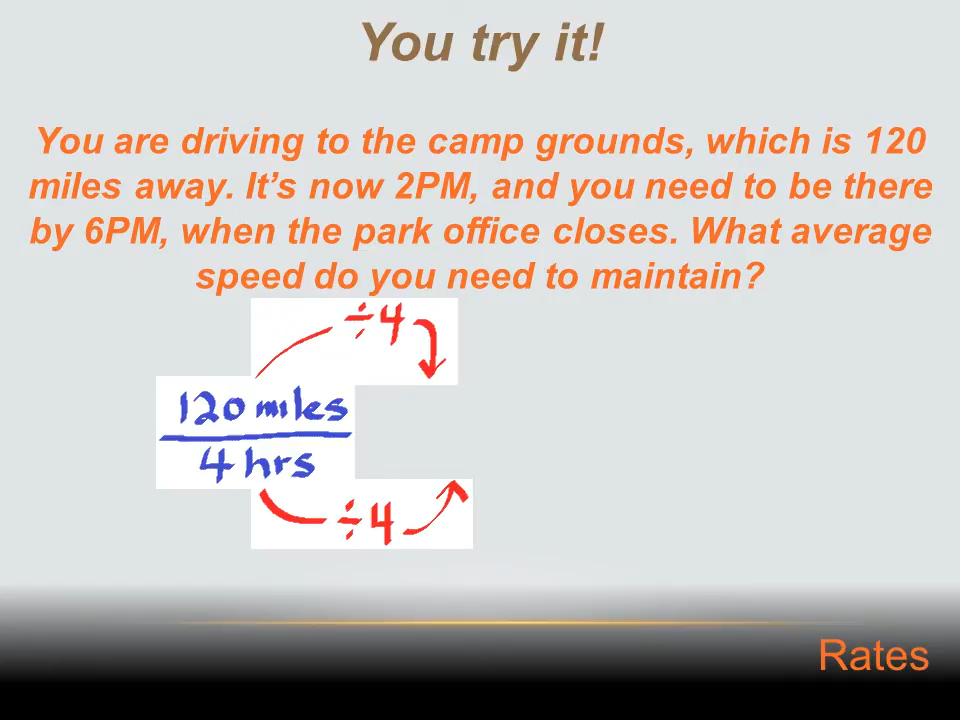 You try it!
You are driving to the camp grounds, which is 120
miles away. It’s now 2PM, and you need to be there
by 6PM, when the park office closes. What average
speed do you need to maintain?
÷4
120 miles
4 hrs
÷4
Rates